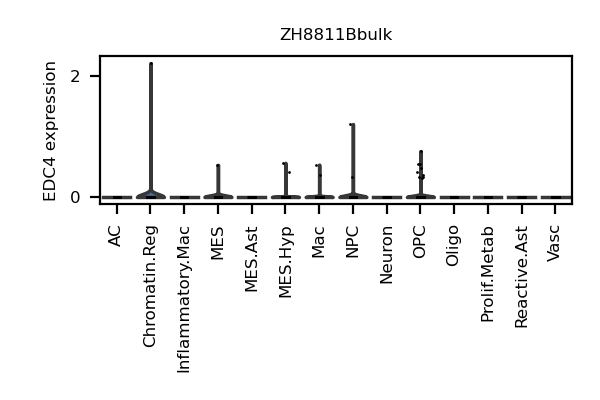 ZH8811Bbulk
EDC4 expression
2
0
AC
Chromatin.Reg
Inflammatory.Mac
MES
MES.Ast
MES.Hyp
Mac
NPC
Neuron
OPC
Oligo
Prolif.Metab
Reactive.Ast
Vasc